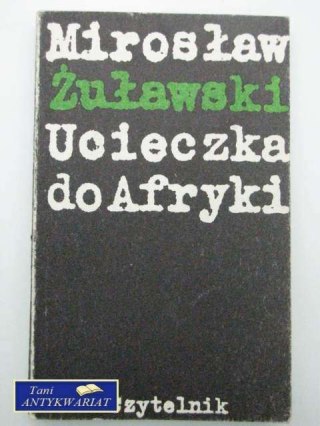 Mirosław
Żuławski
Ucieczka
do Afryki
Czytelnik
Tani
ANTYKWARIAT